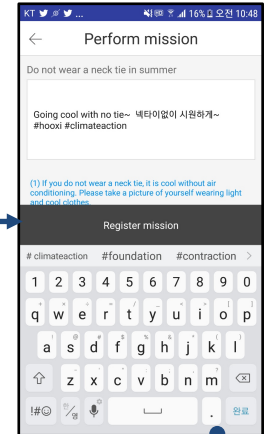 KT ... 16% 오전 10:48
← Perform mission
Do not wear a neck tie in summer
Going cool with no tie~ 넥타이없이 시원하게~
#hooxi #climateaction
(1) If you do not wear a neck tie, it is cool without air
conditioning. Please take a picture of yourself wearing light
and cool clothes.
Register mission
# climateaction #foundation #contraction >
1 2 3 4 5 6 7 8 9 0
q w e r t y u i o p
a s d f g h j k l
z x c v b n m
!#☺ 한/영 . 완료